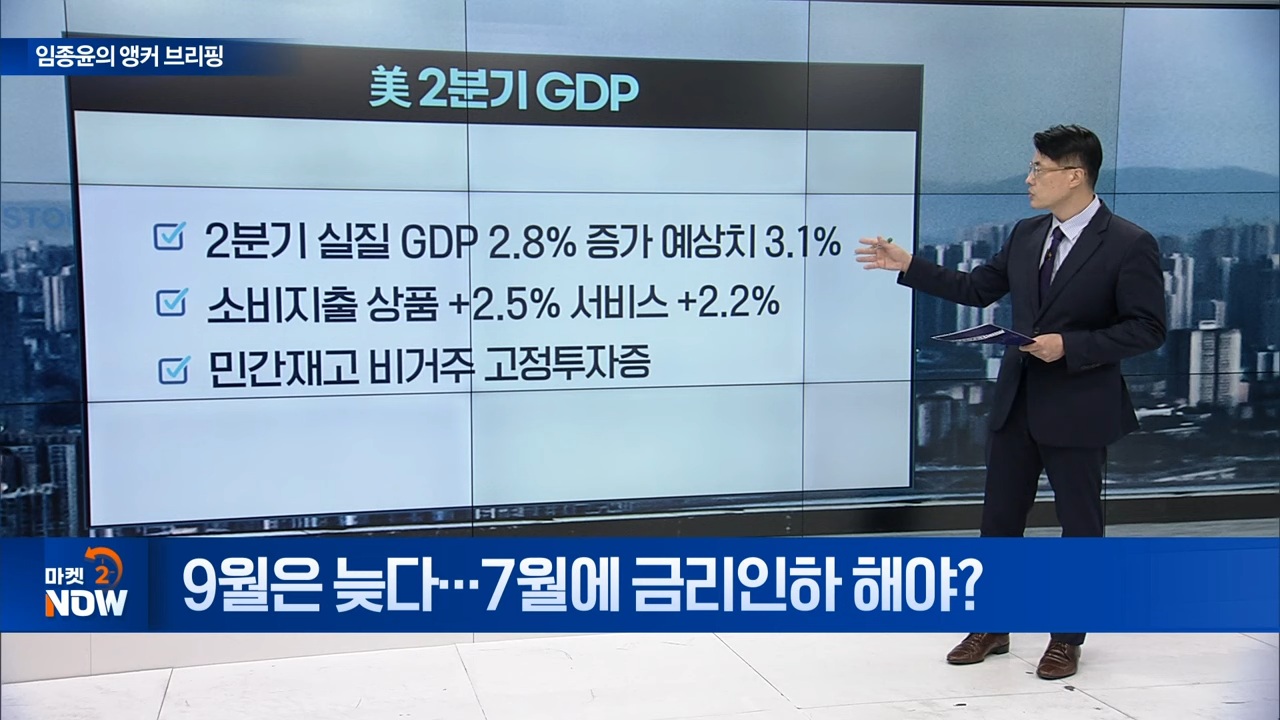 임종윤의 앵커 브리핑
美 2분기 GDP
2분기 실질 GDP 2.8% 증가 예상치 3.1%
소비지출 상품 +2.5% 서비스 +2.2%
민간재고 비거주 고정투자증
STO
마켓 2
NOW
9월은 늦다…7월에 금리인하 해야?